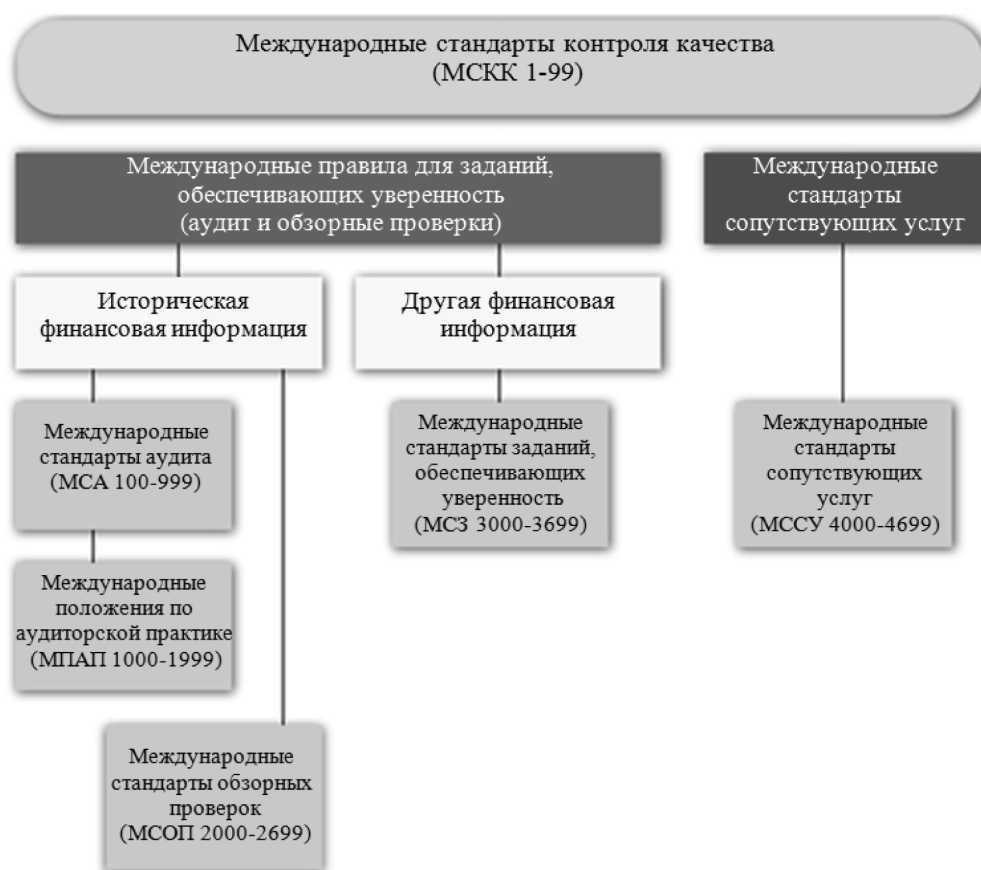 Международные стандарты контроля качества
(МСКК 1-99)
Международные правила для заданий,
обеспечивающих уверенность
(аудит и обзорные проверки)
Международные
стандарты
сопутствующих услуг
Историческая
финансовая информация
Другая финансовая
информация
Международные
стандарты аудита
(МСА 100-999)
Международные
стандарты заданий,
обеспечивающих
уверенность
(МСЗ 3000-3699)
Международные
стандарты
сопутствующих
услуг
(МССУ 4000-4699)
Международные
положения по
аудиторской практике
(МПАП 1000-1999)
Международные
стандарты обзорных
проверок
(МСОП 2000-2699)